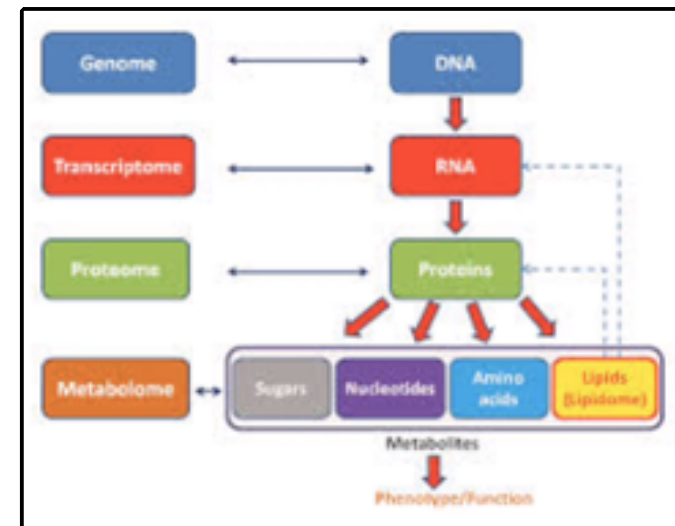 Genome
DNA
Transcriptome
RNA
Proteome
Proteins
Metabolome
Sugars
Nucleotides
Amino
acids
Lipids
(Lipidome)
Metabolites
Phenotype/Function